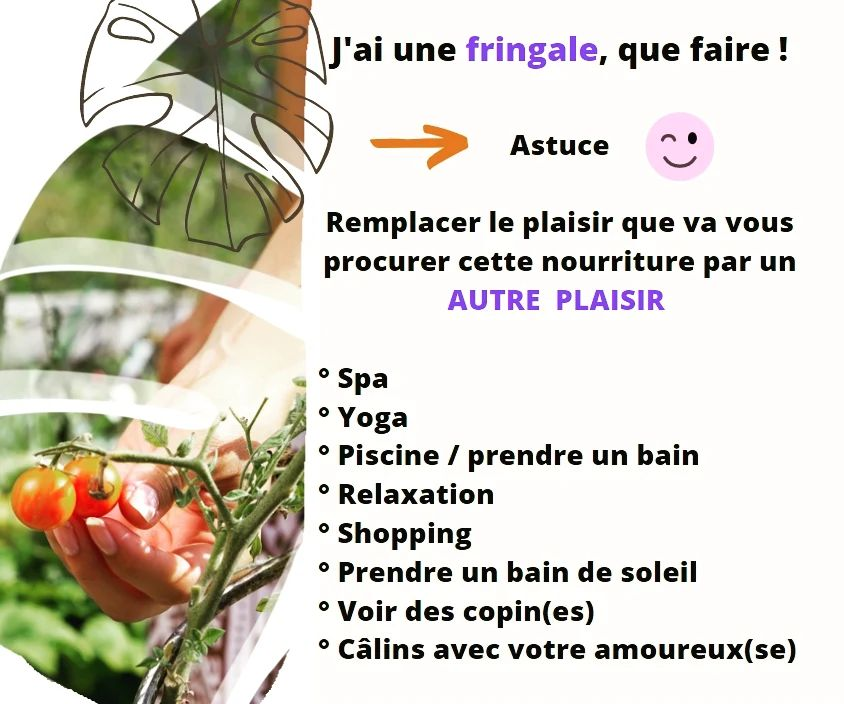 J'ai une fringale, que faire !
Astuce
Remplacer le plaisir que va vous
procurer cette nourriture par un
AUTRE PLAISIR
° Spa
° Yoga
° Piscine / prendre un bain
° Relaxation
° Shopping
° Prendre un bain de soleil
° Voir des copin(es)
° Câlins avec votre amoureux(se)